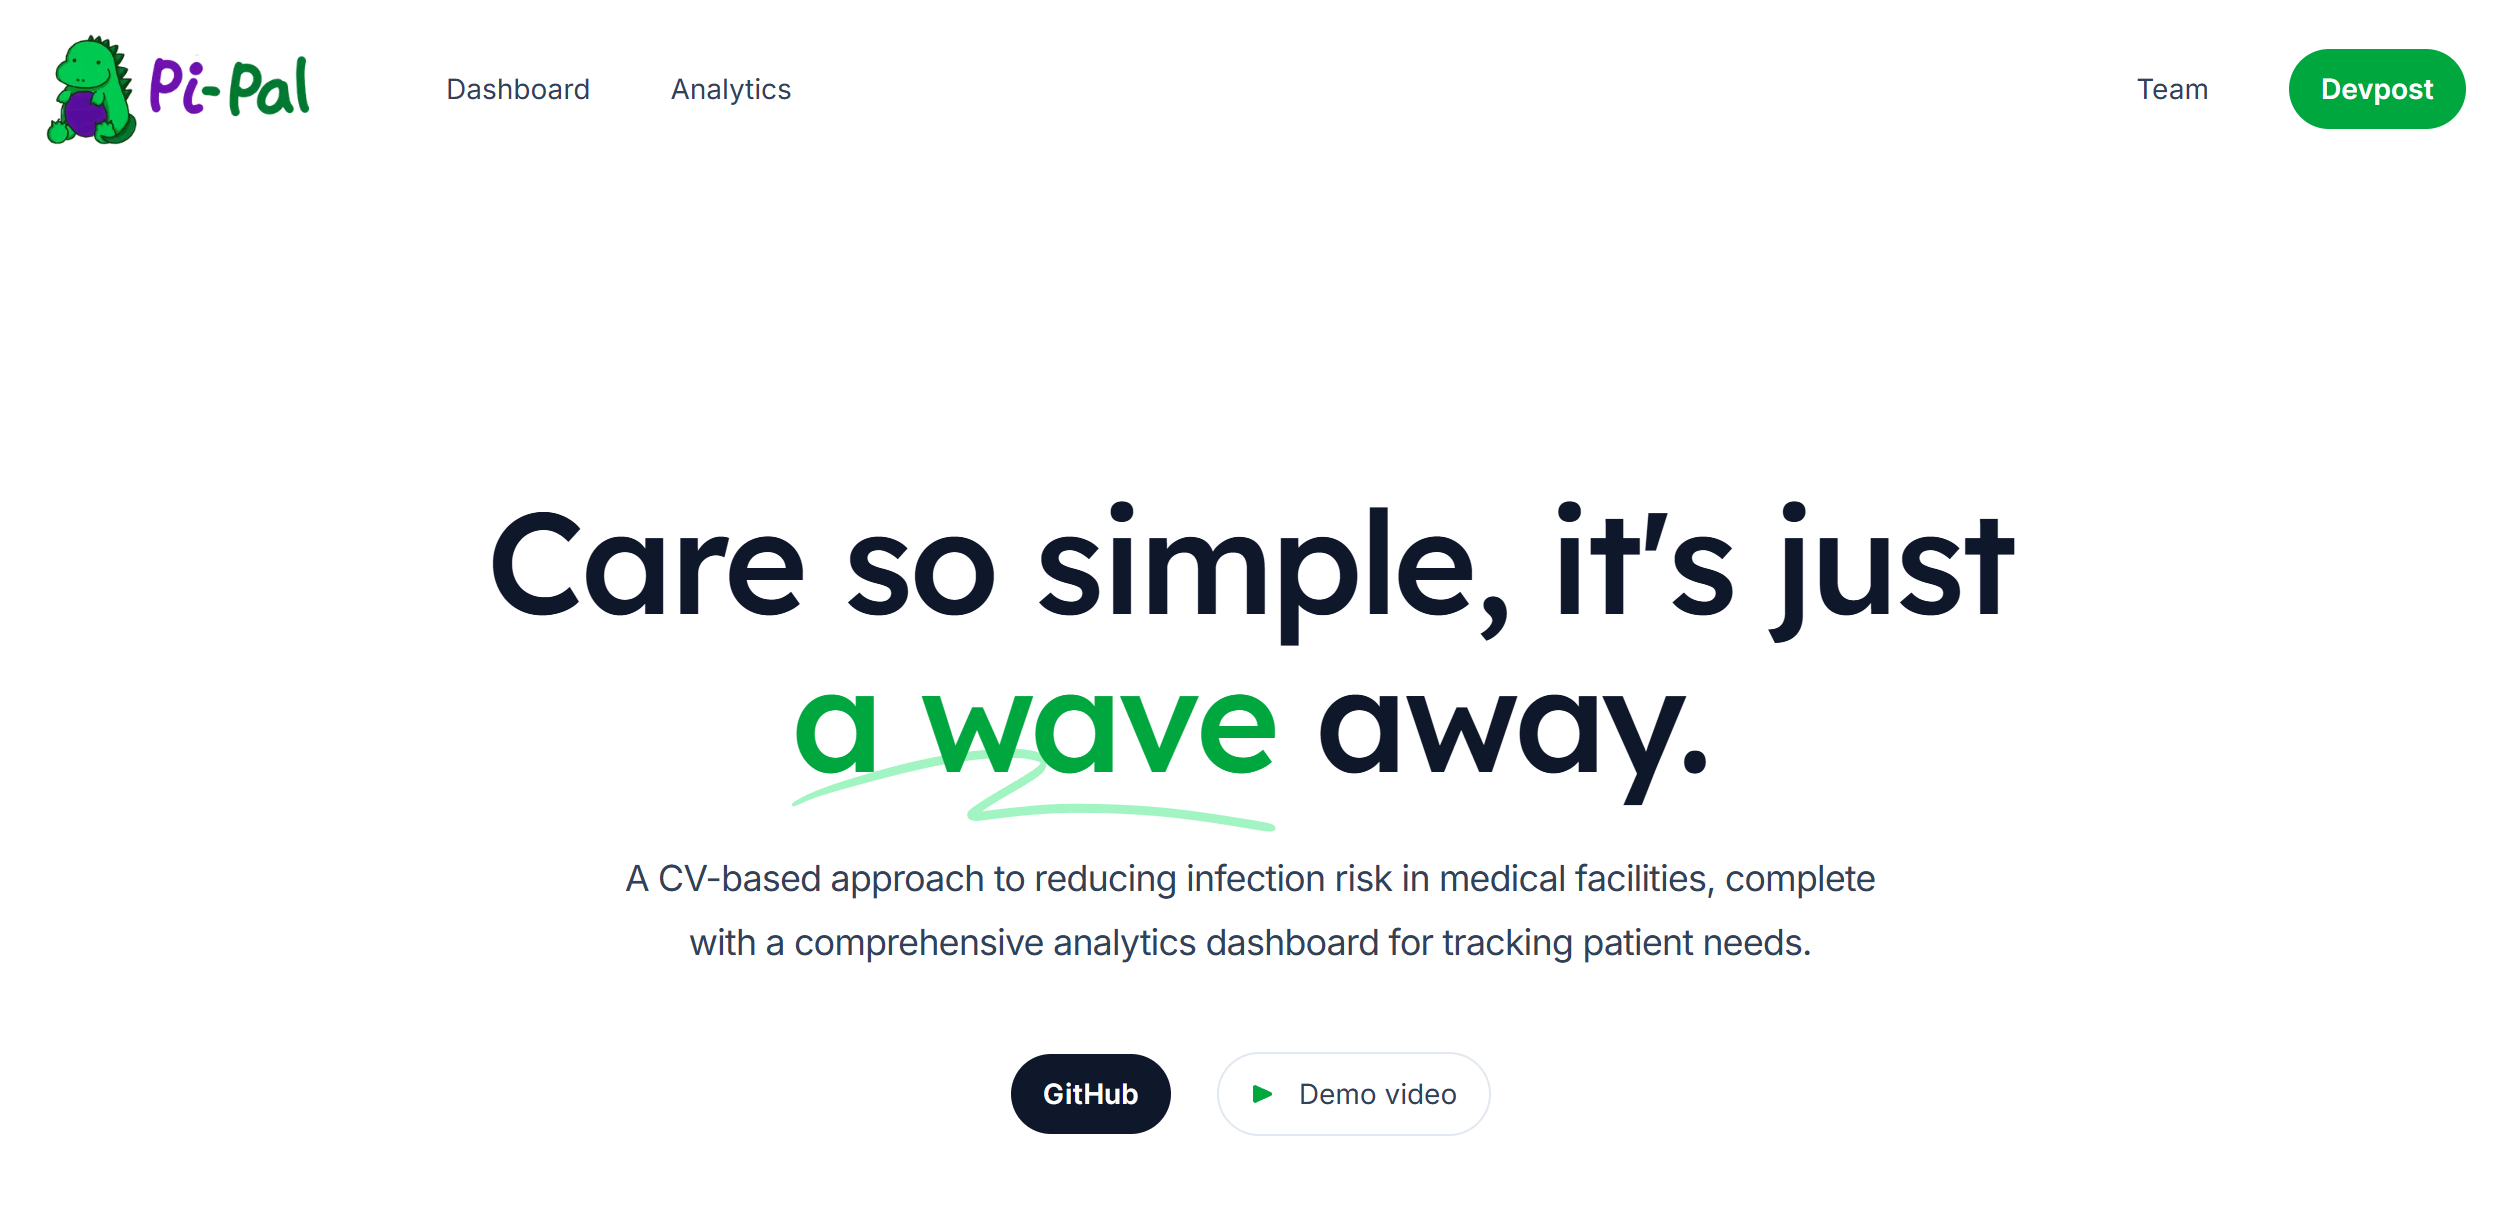 Pi-Pal
Dashboard
Analytics
Team
Devpost
Care so simple, it's just
a wave away.
A CV-based approach to reducing infection risk in medical facilities, complete
with a comprehensive analytics dashboard for tracking patient needs.
GitHub
Demo video